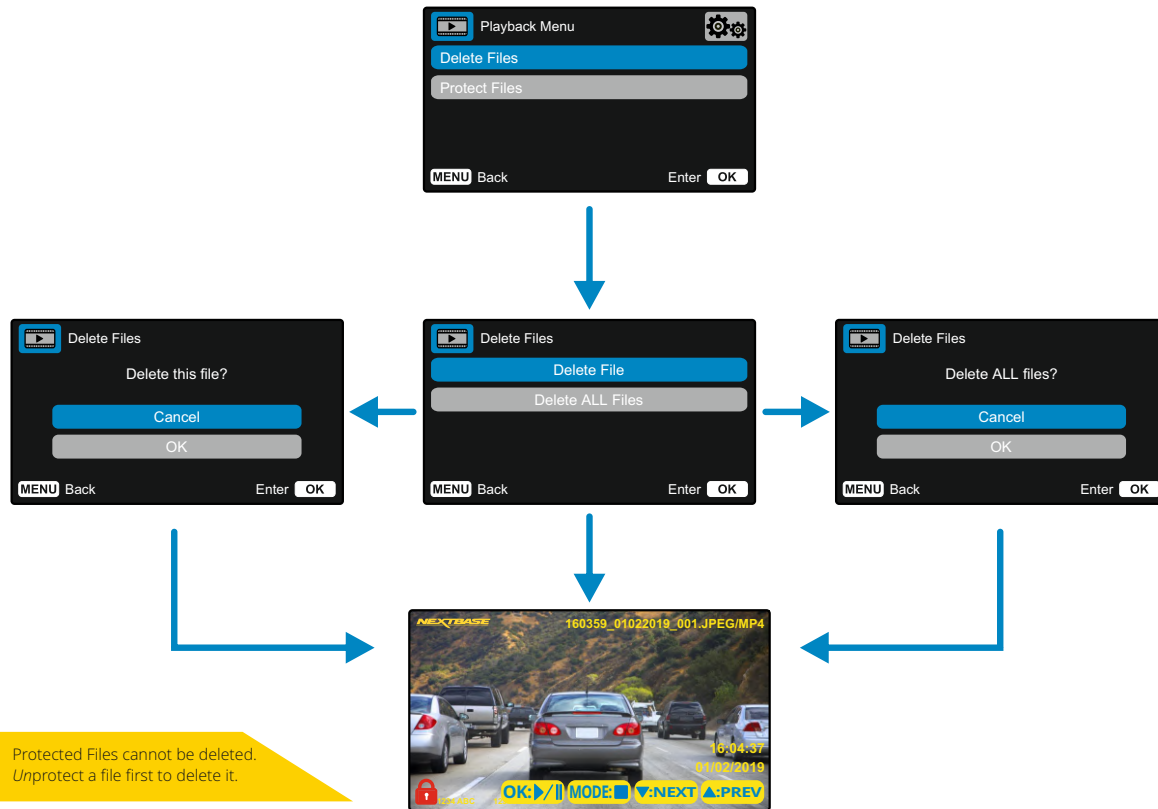 Playback Menu
Delete Files
Protect Files
MENU Back
Enter OK
Delete Files
Delete this file?
Cancel
OK
MENU Back
Enter OK
Delete Files
Delete File
Delete ALL Files
MENU Back
Enter OK
Delete Files
Delete ALL files?
Cancel
OK
MENU Back
Enter OK
NEXTBASE
160359_01022019_001.JPEG/MP4
16:04:37
01/02/2019
OK: MODE: ▼:NEXT ▲:PREV
Protected Files cannot be deleted.
Unprotect a file first to delete it.